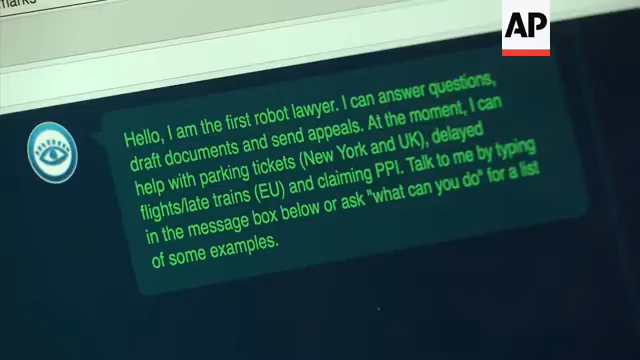 marks
AP
Hello, I am the first robot lawyer. I can answer questions,
draft documents and send appeals. At the moment, I can
help with parking tickets (New York and UK), delayed
flights/late trains (EU) and claiming PPI. Talk to me by typing
in the message box below or ask "what can you do" for a list
of some examples.